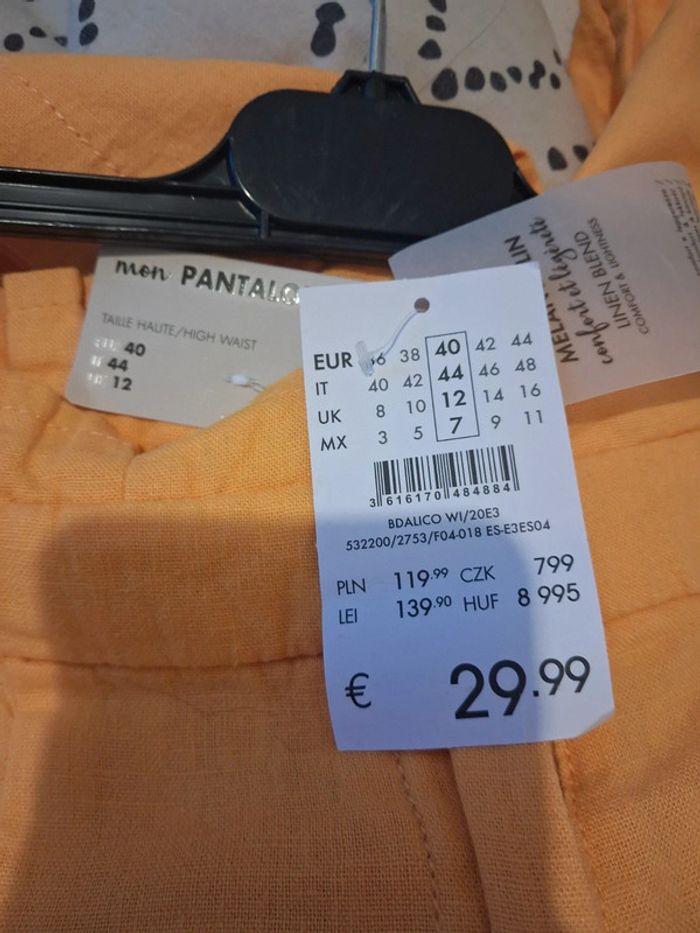 mon PANTALO
TAILLE HAUTE/HIGH WAIST
40
44
12
MELAN LIN
confort et légèreté
LINEN BLEND
COMFORT & LIGHTNESS
EUR 36 38 40 42 44
IT 40 42 44 46 48
UK 8 10 12 14 16
MX 3 5 7 9 11
3 616170 484884
BDALICO WI/20E3
532200/2753/F04-018 ES-E3ES04
PLN 119.99 CZK 799
LEI 139.90 HUF 8 995
€ 29.99